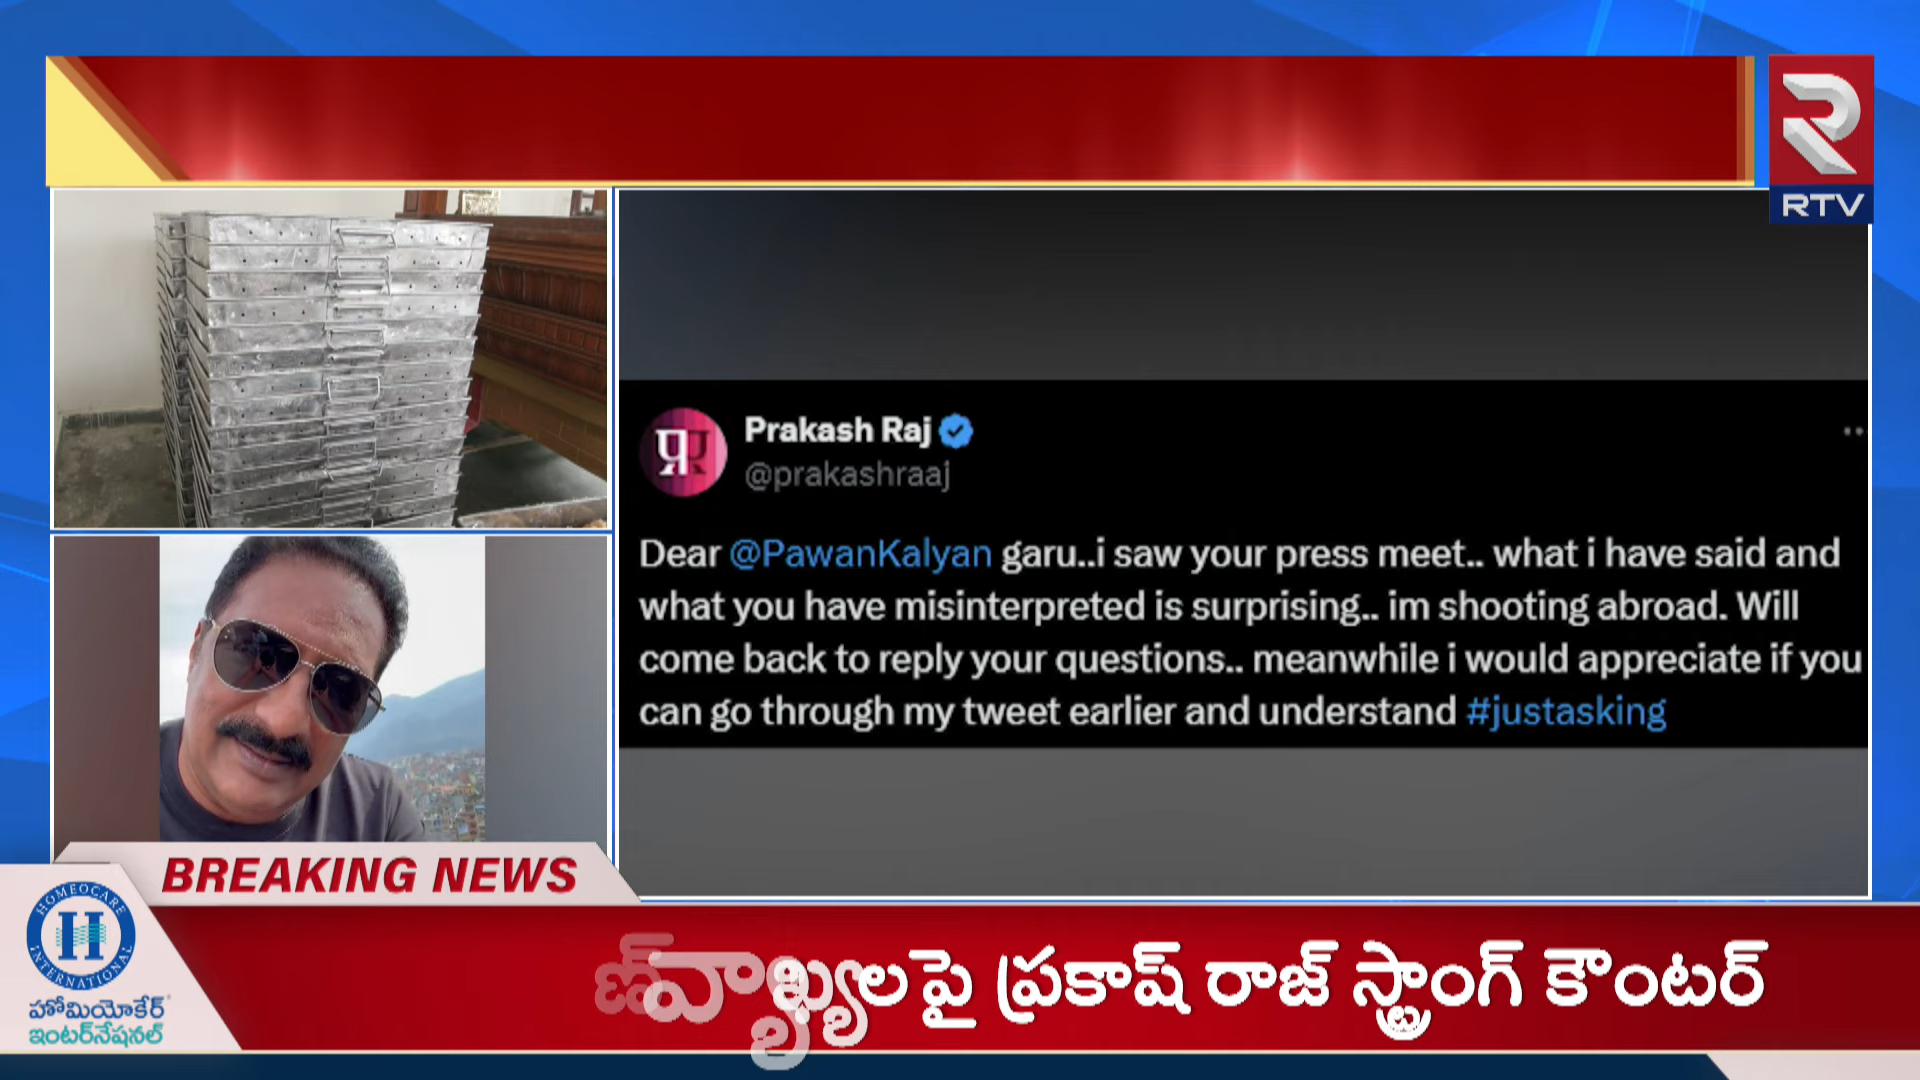 RTV
Prakash Raj
@prakashraaj
Dear @PawanKalyan garu..i saw your press meet.. what i have said and
what you have misinterpreted is surprising.. im shooting abroad. Will
come back to reply your questions.. meanwhile i would appreciate if you
can go through my tweet earlier and understand #justasking
BREAKING NEWS
HOMEOCARE
INTERNATIONAL
హోమియోకేర్
ఇంటర్‌నేషనల్
వ్యాఖ్యలపై ప్రకాష్ రాజ్ స్ట్రాంగ్ కౌంటర్